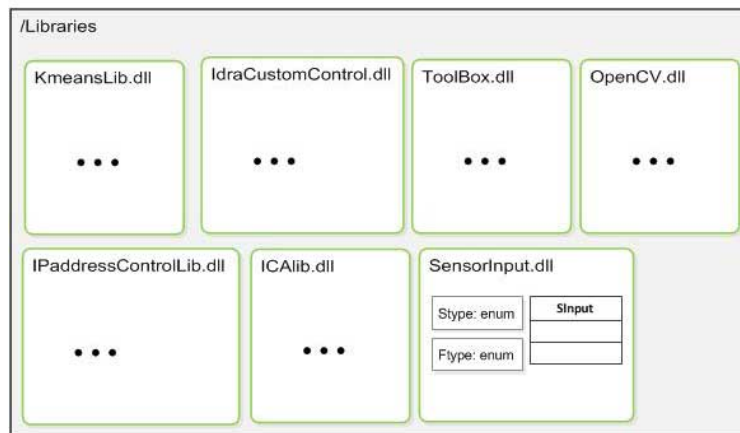 /Libraries
KmeansLib.dll
IdraCustomControl.dll
ToolBox.dll
OpenCV.dll
IPaddressControlLib.dll
ICAlib.dll
SensorInput.dll
Stype: enum
SInput
Ftype: enum